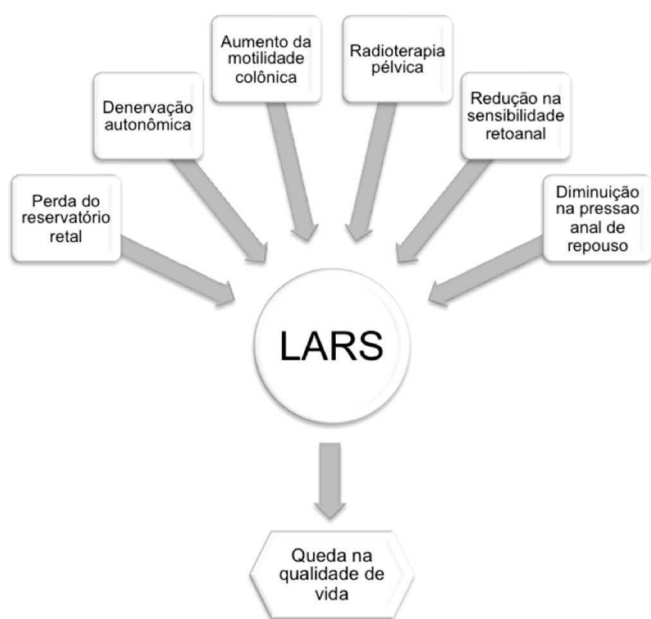 Aumento da
motilidade
colônica
Radioterapia
pélvica
Denervação
autonômica
Redução na
sensibilidade
retoanal
Perda do
reservatório
retal
Diminuição
na pressao
anal de
repouso
LARS
Queda na
qualidade de
vida